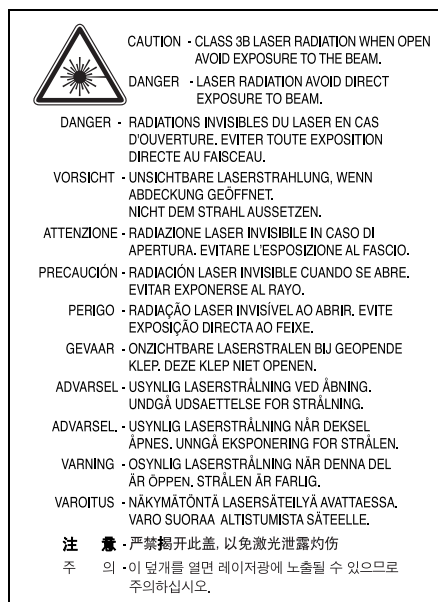 CAUTION - CLASS 3B LASER RADIATION WHEN OPEN
AVOID EXPOSURE TO THE BEAM.
DANGER - LASER RADIATION AVOID DIRECT
EXPOSURE TO BEAM.
DANGER - RADIATIONS INVISIBLES DU LASER EN CAS
D'OUVERTURE. EVITER TOUTE EXPOSITION
DIRECTE AU FAISCEAU.
VORSICHT - UNSICHTBARE LASERSTRAHLUNG, WENN
ABDECKUNG GEÖFFNET.
NICHT DEM STRAHL AUSSETZEN.
ATTENZIONE - RADIAZIONE LASER INVISIBILE IN CASO DI
APERTURA. EVITARE L'ESPOSIZIONE AL FASCIO.
PRECAUCIÓN - RADIACIÓN LASER INVISIBLE CUANDO SE ABRE.
EVITAR EXPONERSE AL RAYO.
PERIGO - RADIAÇÃO LASER INVISÍVEL AO ABRIR. EVITE
EXPOSIÇÃO DIRECTA AO FEIXE.
GEVAAR - ONZICHTBARE LASERSTRALEN BIJ GEOPENDE
KLEP. DEZE KLEP NIET OPENEN.
ADVARSEL - USYNLIG LASERSTRÅLNING VED ÅBNING.
UNDGÅ UDSAETTELSE FOR STRÅLNING.
ADVARSEL. - USYNLIG LASERSTRÅLNING NÅR DEKSEL
ÅPNES. UNNGÅ EKSPONERING FOR STRÅLEN.
VARNING - OSYNLIG LASERSTRÅLNING NÄR DENNA DEL
ÄR ÖPPEN. STRÅLEN ÄR FARLIG.
VAROITUS - NÄKYMÄTÖNTÄ LASERSÄTEILYÄ AVATTAESSA.
VARO SUORAA ALTISTUMISTA SÄTEELLE.
注 意 - 严禁揭开此盖, 以免激光泄露灼伤
주 의 - 이 덮개를 열면 레이저광에 노출될 수 있으므로
주의하십시오.